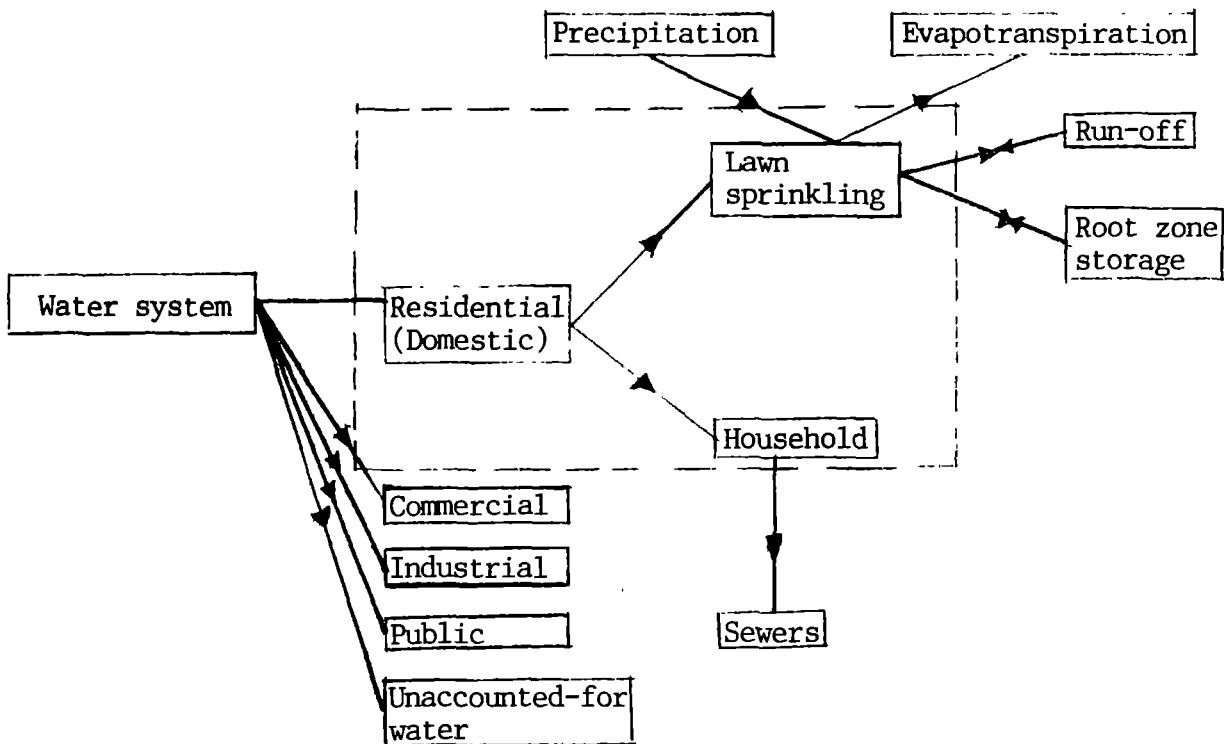 Precipitation
Evapotranspiration
Run-off
Lawn
sprinkling
Root zone
storage
Water system
Residential
(Domestic)
Household
Commercial
Industrial
Public
Sewers
Unaccounted-for
water